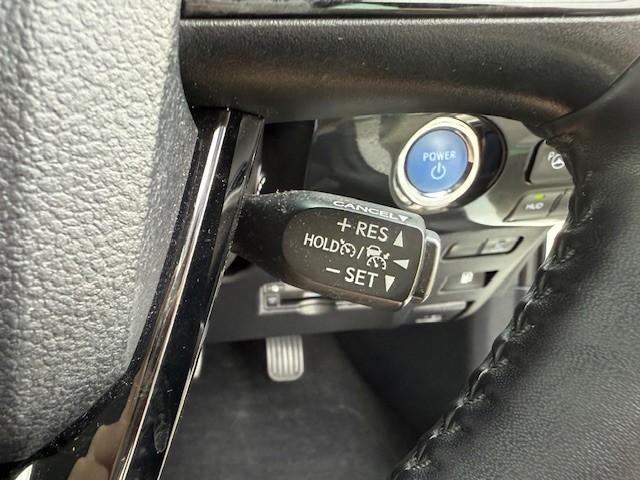 POWER
HUD
CANCEL▼
+RES▲
HOLD /
−SET▼